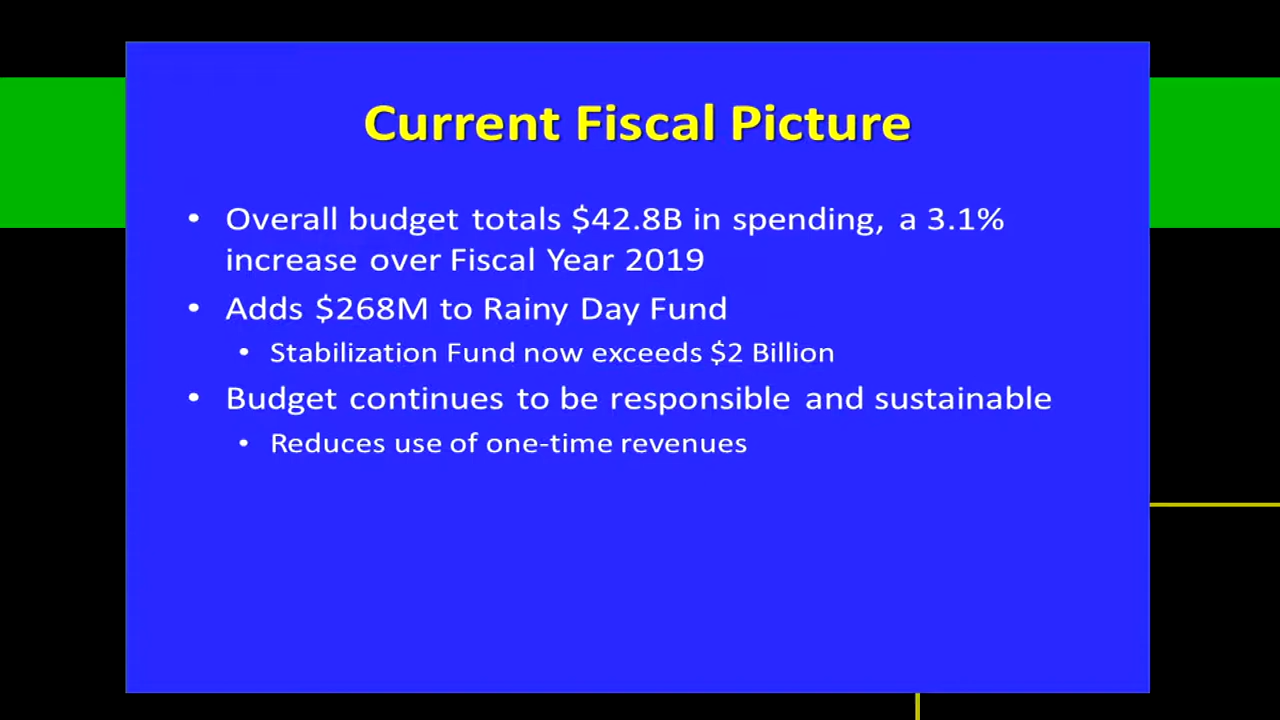 Current Fiscal Picture
• Overall budget totals $42.8B in spending, a 3.1%
increase over Fiscal Year 2019
• Adds $268M to Rainy Day Fund
• Stabilization Fund now exceeds $2 Billion
• Budget continues to be responsible and sustainable
• Reduces use of one-time revenues